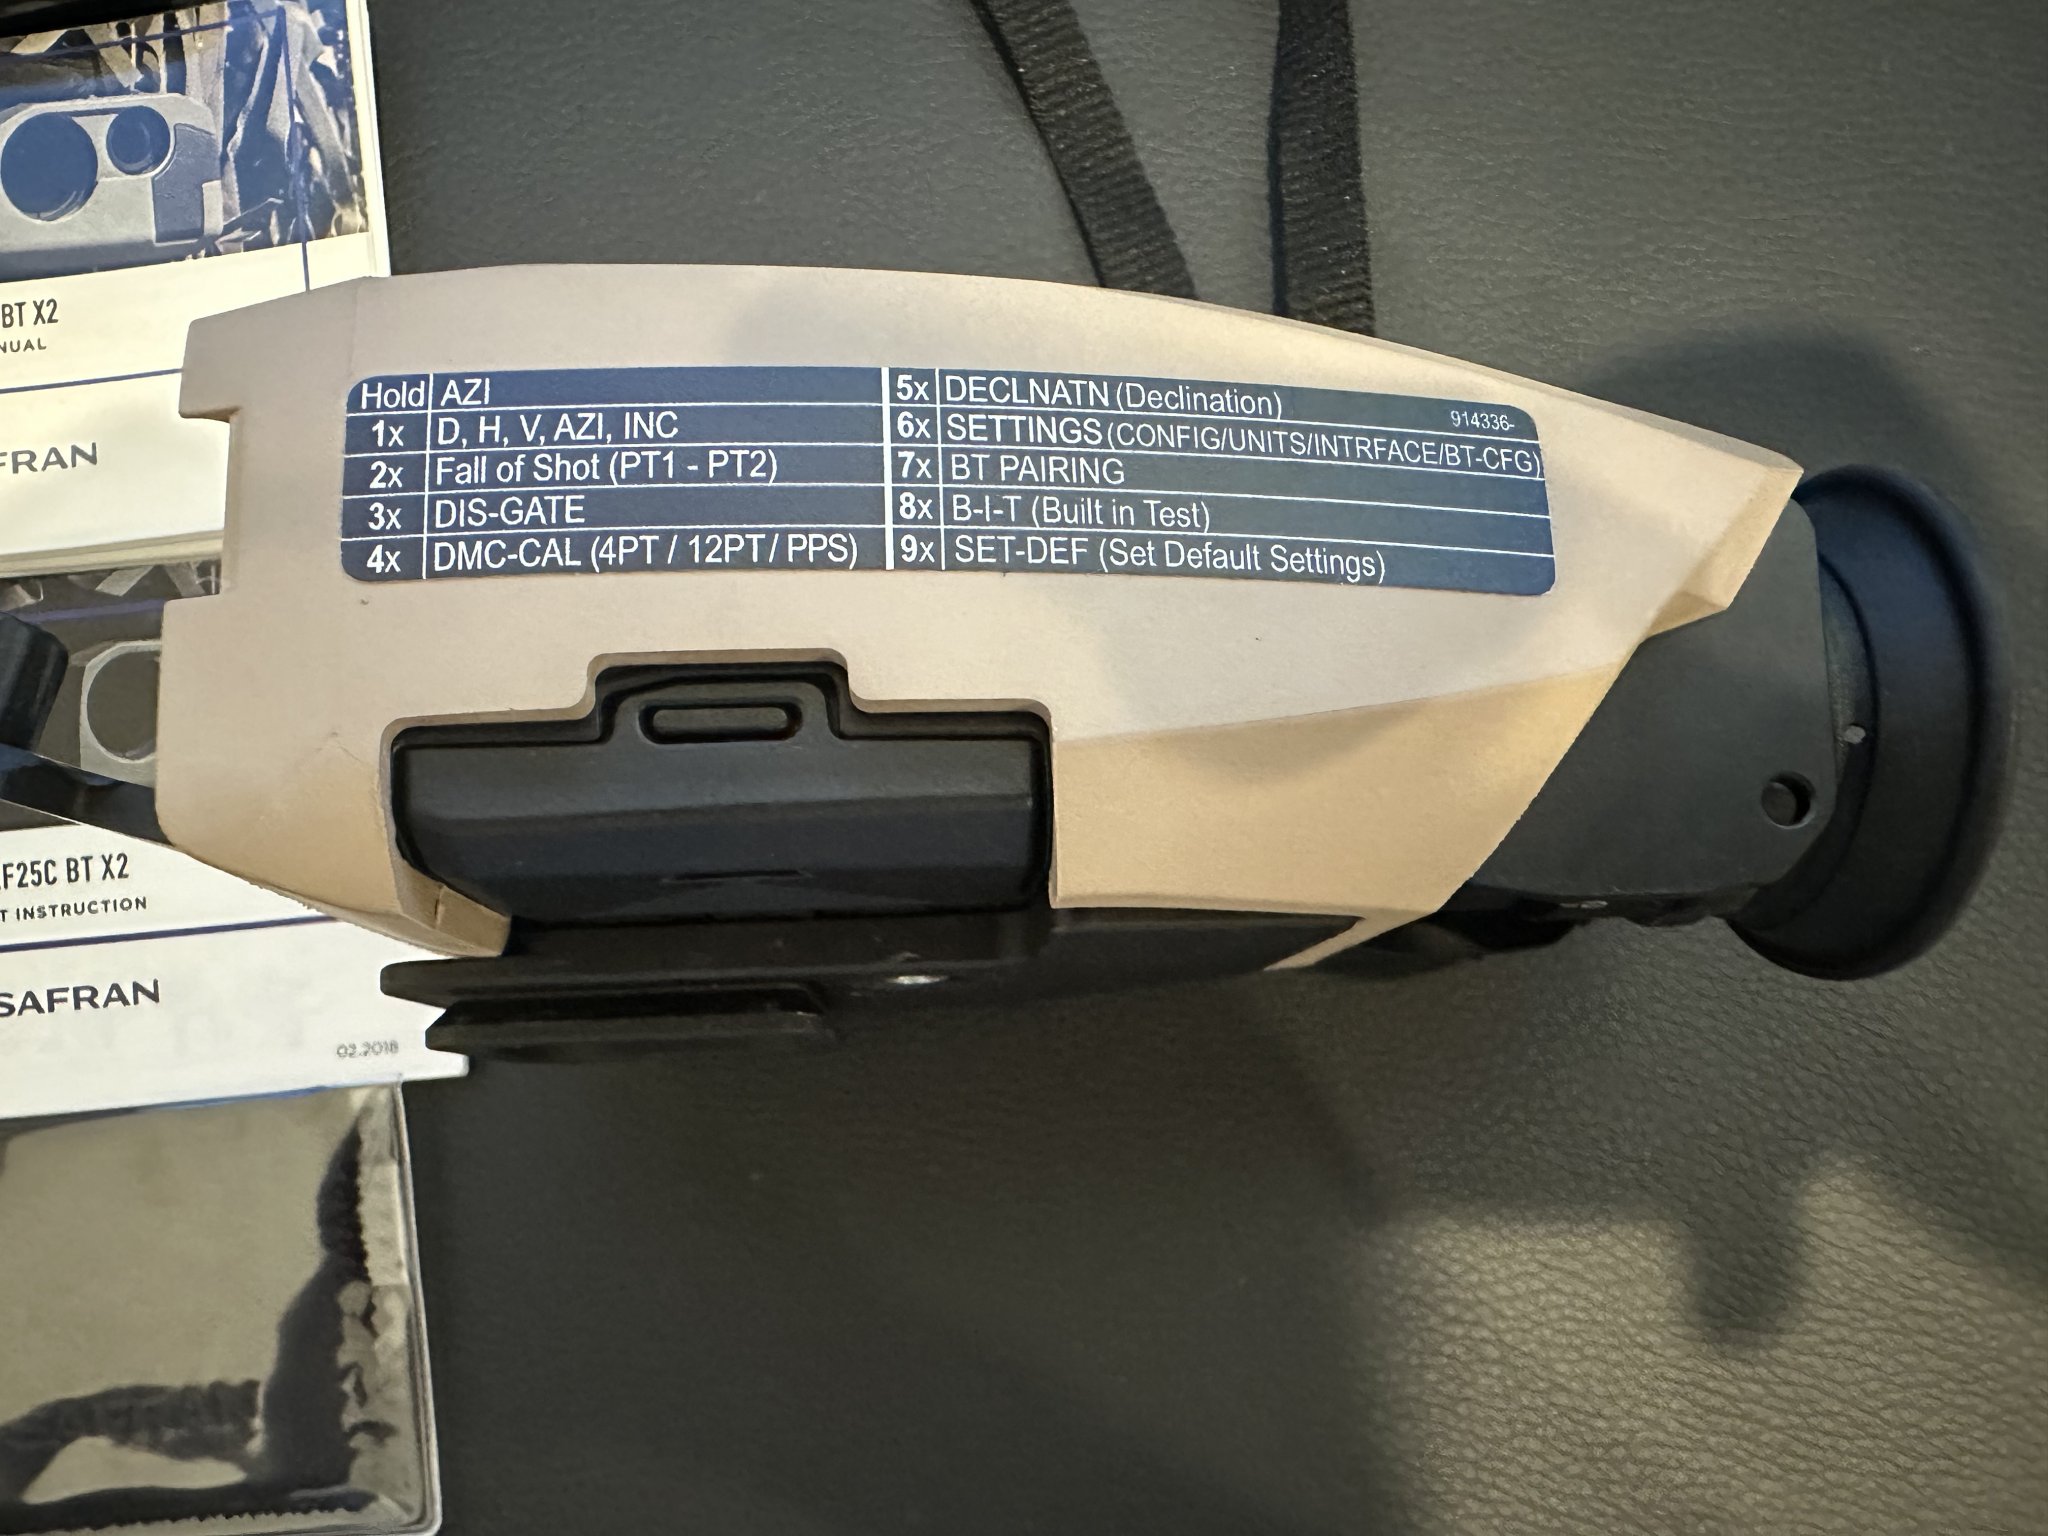 BT X2
NUAL
FRAN
Hold AZI
1x D, H, V, AZI, INC
2x Fall of Shot (PT1 - PT2)
3x DIS-GATE
4x DMC-CAL (4PT / 12PT / PPS)
5x DECLNATN (Declination)
914336-
6x SETTINGS (CONFIG/UNITS/INTRFACE/BT-CFG)
7x BT PAIRING
8x B-I-T (Built in Test)
9x SET-DEF (Set Default Settings)
F25C BT X2
T INSTRUCTION
SAFRAN
02.2018